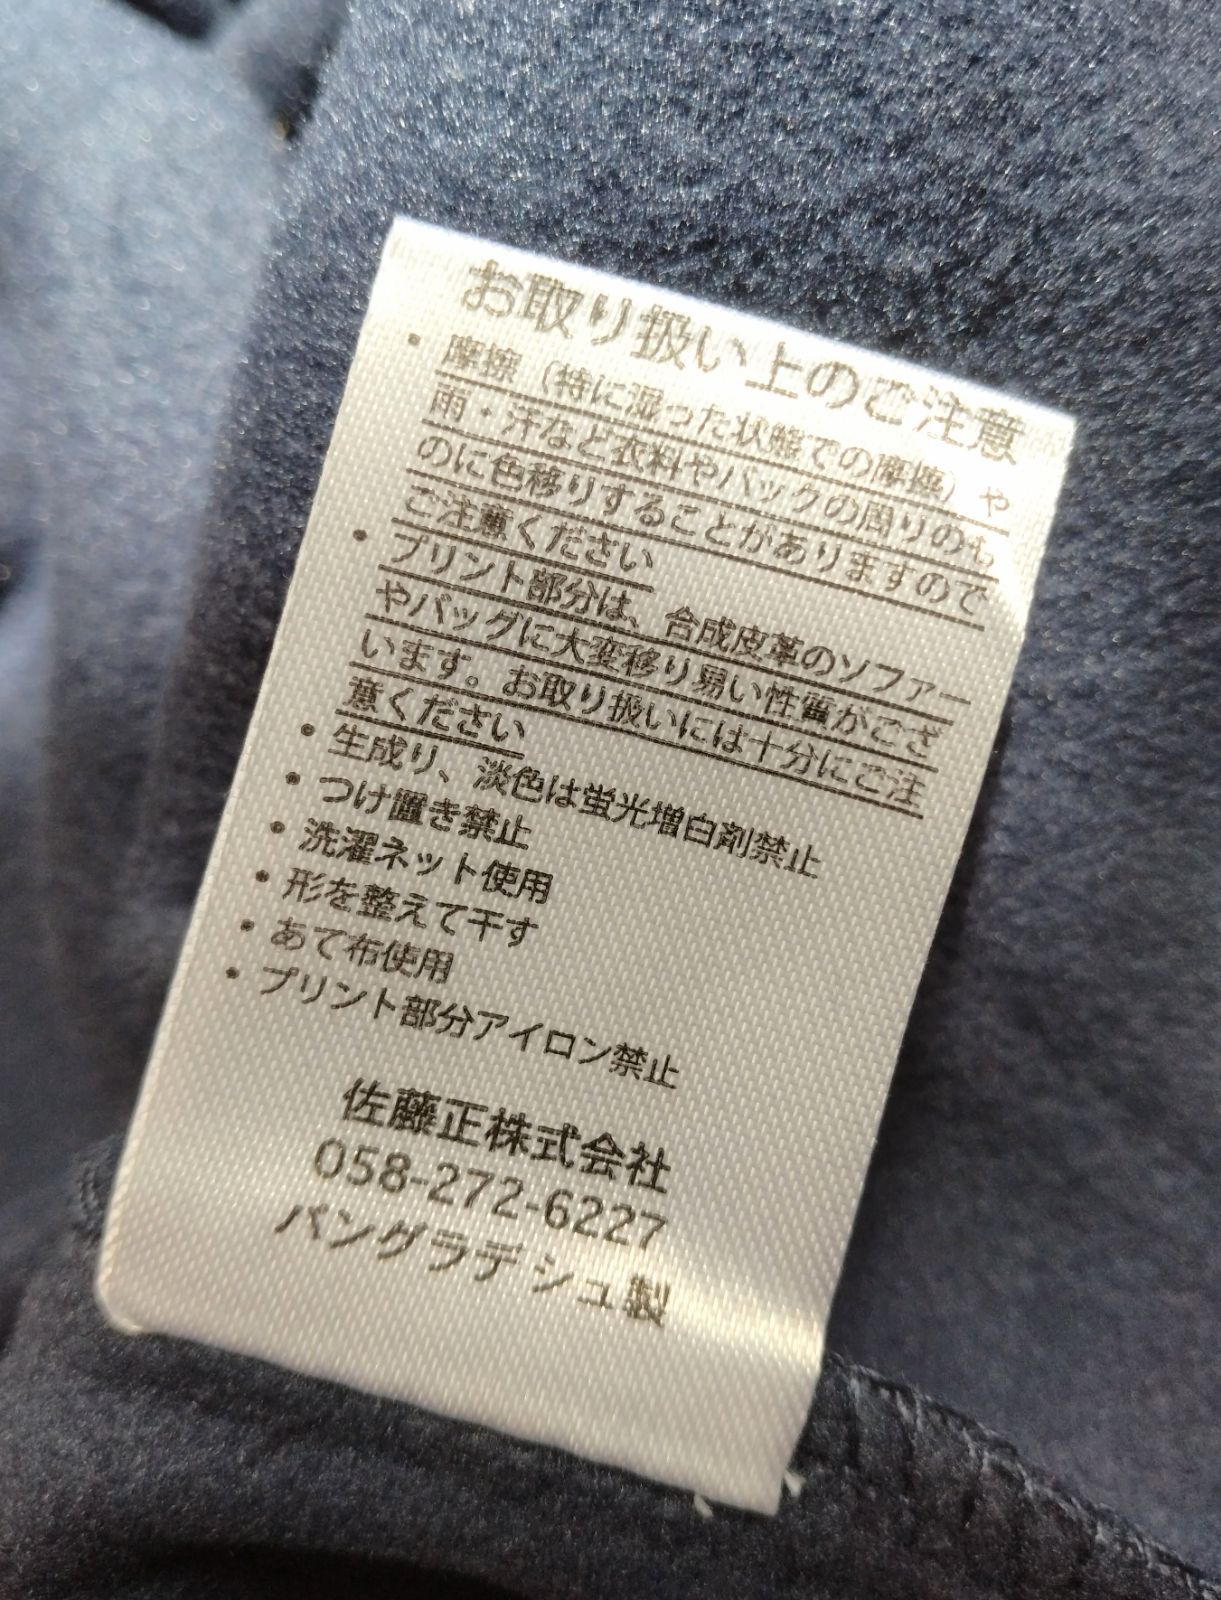 お取り扱い上のご注意
・摩擦（特に湿った状態での摩擦）や
雨・汗など衣料やバックの周りのも
のに色移りすることがありますので
ご注意ください
・プリント部分は、合成皮革のソファー
やバッグに大変移り易い性質がござ
います。お取り扱いには十分にご注
意ください
・生成り、淡色は蛍光増白剤禁止
・つけ置き禁止
・洗濯ネット使用
・形を整えて干す
・あて布使用
・プリント部分アイロン禁止
佐藤正株式会社
058-272-6227
バングラデシュ製